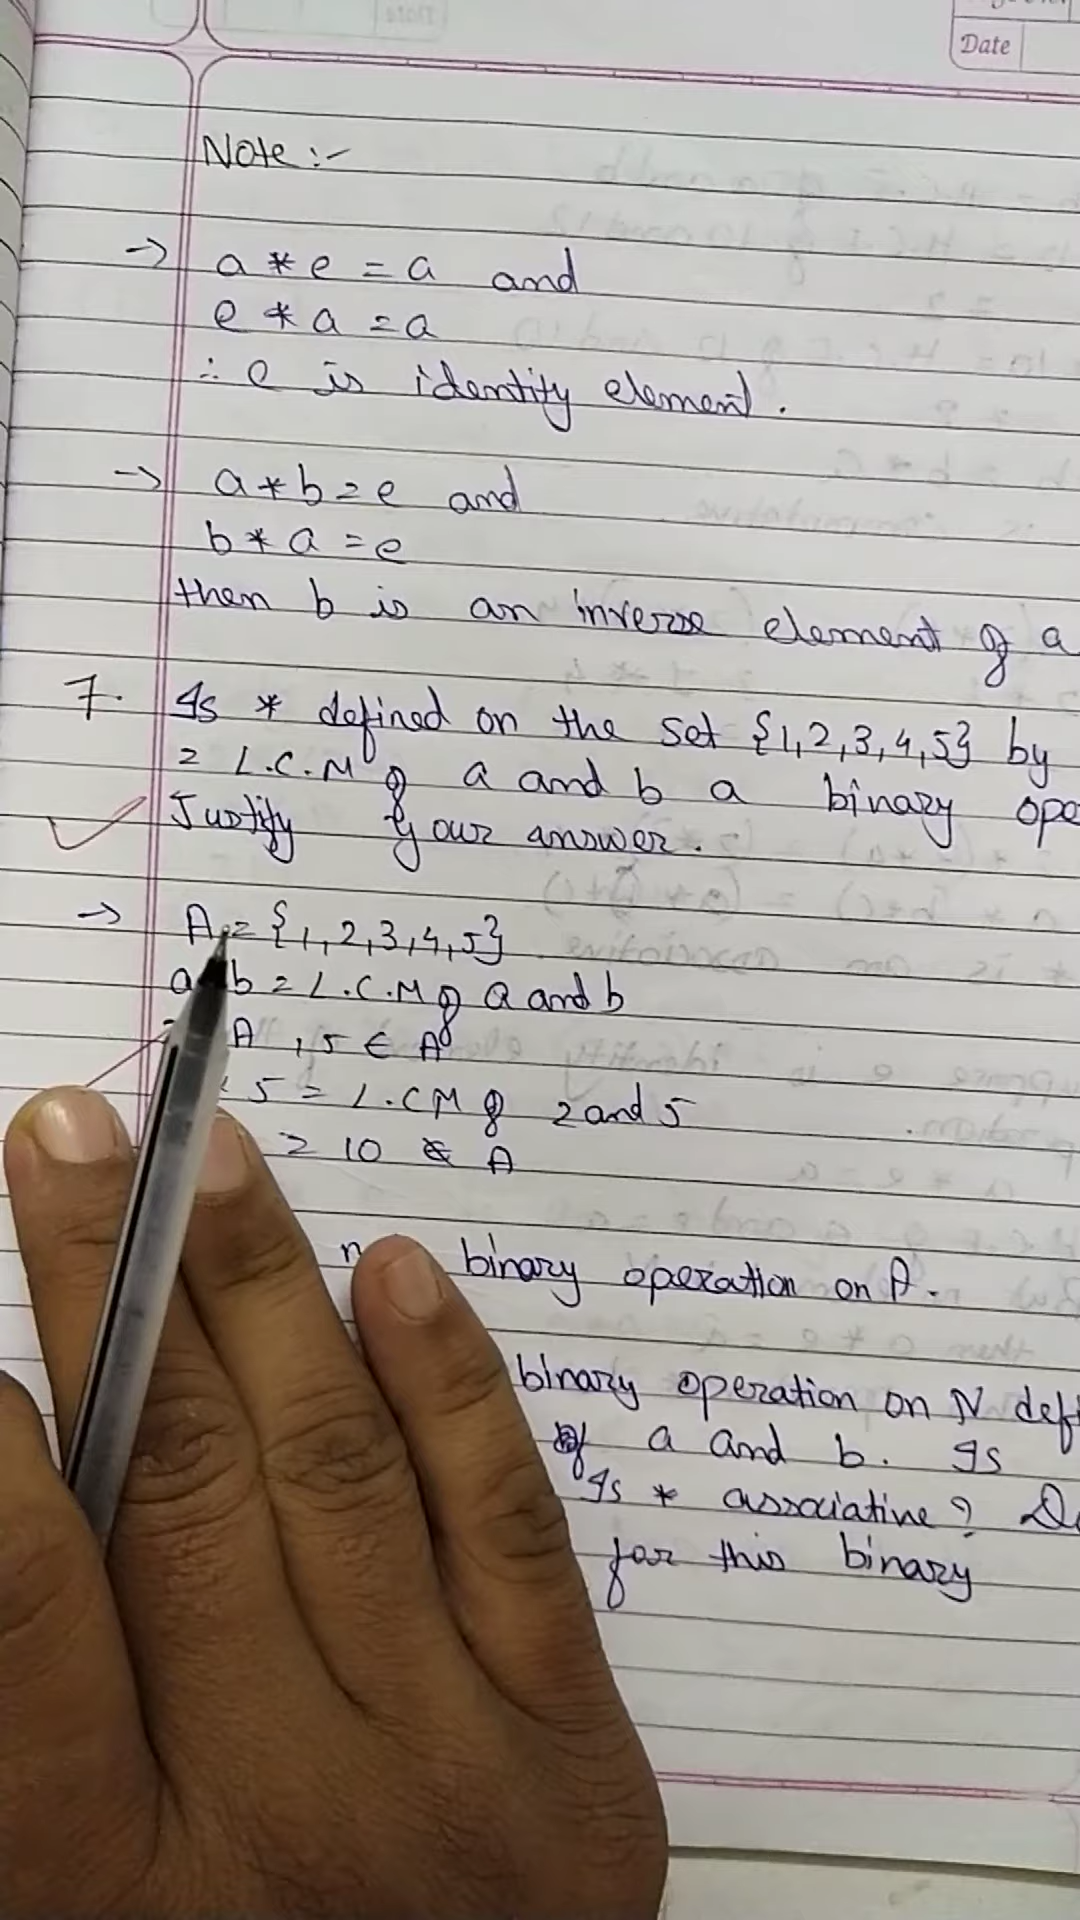 Date
Note :-
→ a * e = a and
e * a = a
∴ e is identity element.
→ a * b = e and
b * a = e
then b is an inverse element of a
7. Is * defined on the set {1,2,3,4,5} by
= L.C.M of a and b a binary ope
Justify your answer.
→ A = {1,2,3,4,5}
a b = L.C.M of a and b
A , 5 ∈ A
5 = L.CM of 2 and 5
= 10 ∉ A
binary operation on A.
binary operation on N def
of a and b. Is
Is * associative?
for this binary